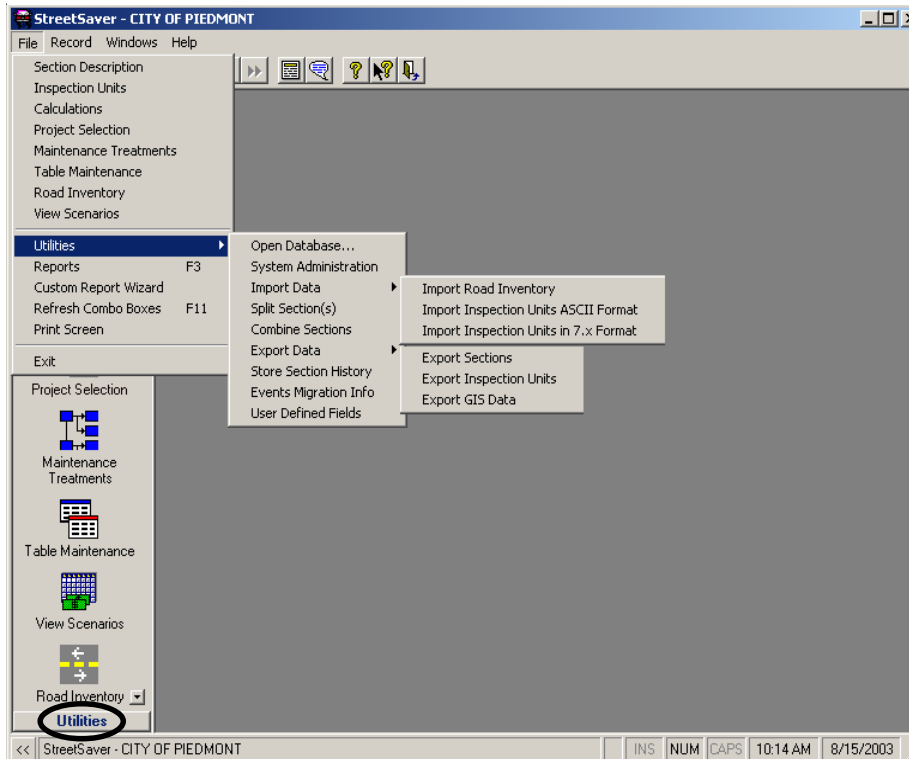 StreetSaver - CITY OF PIEDMONT
File Record Windows Help
Section Description
Inspection Units
Calculations
Project Selection
Maintenance Treatments
Table Maintenance
Road Inventory
View Scenarios
Utilities
Reports F3
Custom Report Wizard
Refresh Combo Boxes F11
Print Screen
Exit
Open Database...
System Administration
Import Data
Split Section(s)
Combine Sections
Export Data
Store Section History
Events Migration Info
User Defined Fields
Import Road Inventory
Import Inspection Units ASCII Format
Import Inspection Units in 7.x Format
Export Sections
Export Inspection Units
Export GIS Data
Project Selection
Maintenance
Treatments
Table Maintenance
View Scenarios
Road Inventory
Utilities
<< StreetSaver - CITY OF PIEDMONT INS NUM CAPS 10:14 AM 8/15/2003